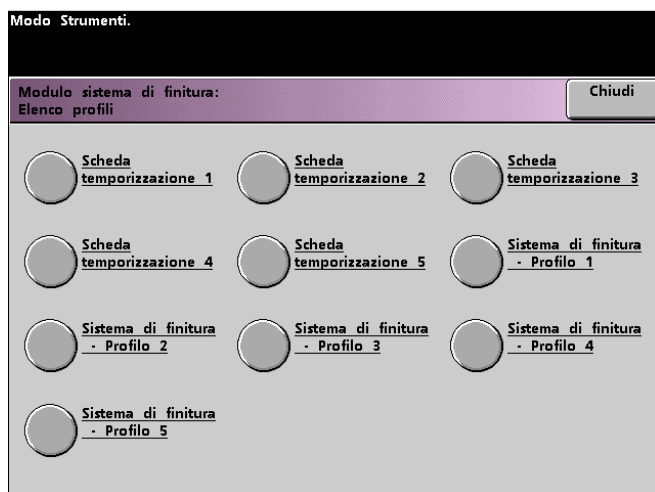 Modo Strumenti.
Modulo sistema di finitura:
Elenco profili
Chiudi
Scheda
temporizzazione 1
Scheda
temporizzazione 2
Scheda
temporizzazione 3
Scheda
temporizzazione 4
Scheda
temporizzazione 5
Sistema di finitura
- Profilo 1
Sistema di finitura
- Profilo 2
Sistema di finitura
- Profilo 3
Sistema di finitura
- Profilo 4
Sistema di finitura
- Profilo 5